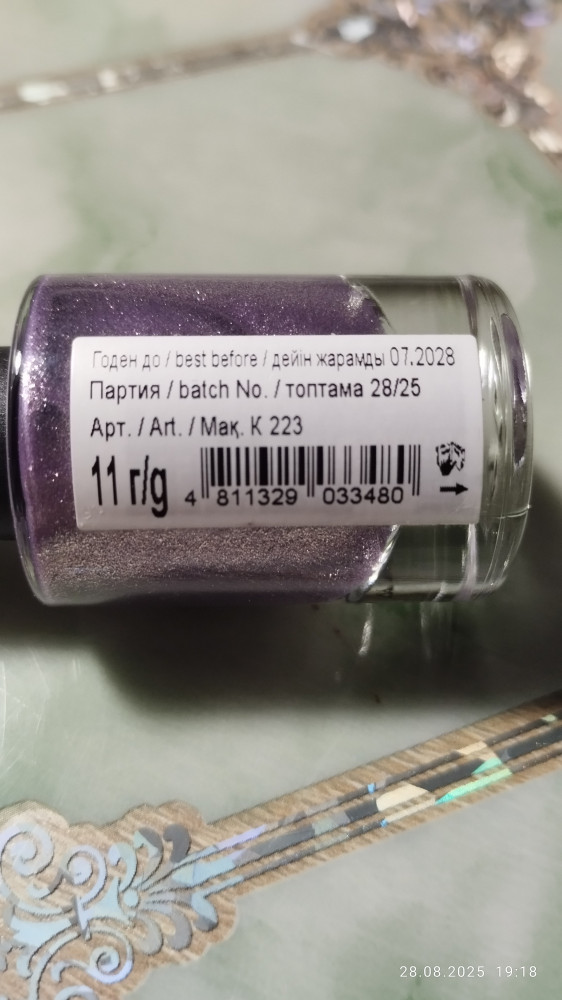 Годен до / best before / дейін жарамды 07.2028
Партия / batch No. / топтама 28/25
Арт. / Art. / Мақ. К 223
11 г/g
4 811329 033480
28.08.2025 19:18